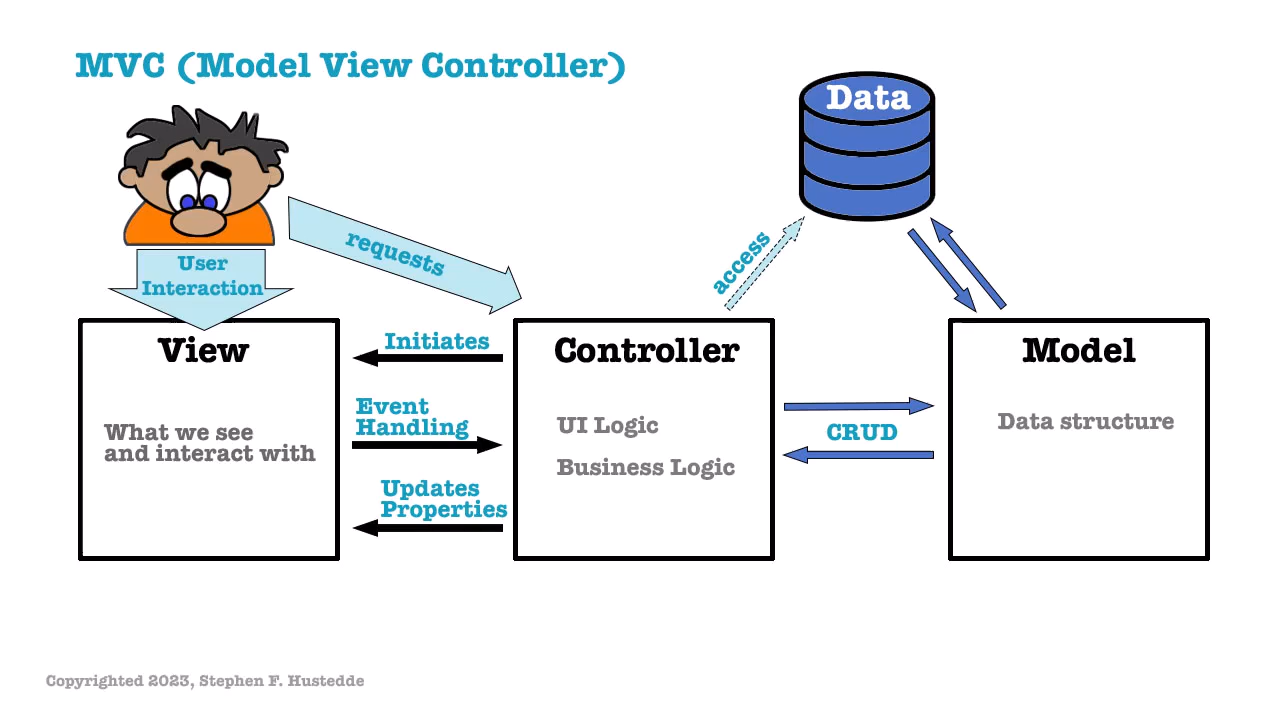 MVC (Model View Controller)
Data
requests
access
User
Interaction
View
What we see
and interact with
Initiates
Event
Handling
Updates
Properties
Controller
UI Logic
Business Logic
CRUD
Model
Data structure
Copyrighted 2023, Stephen F. Hustedde